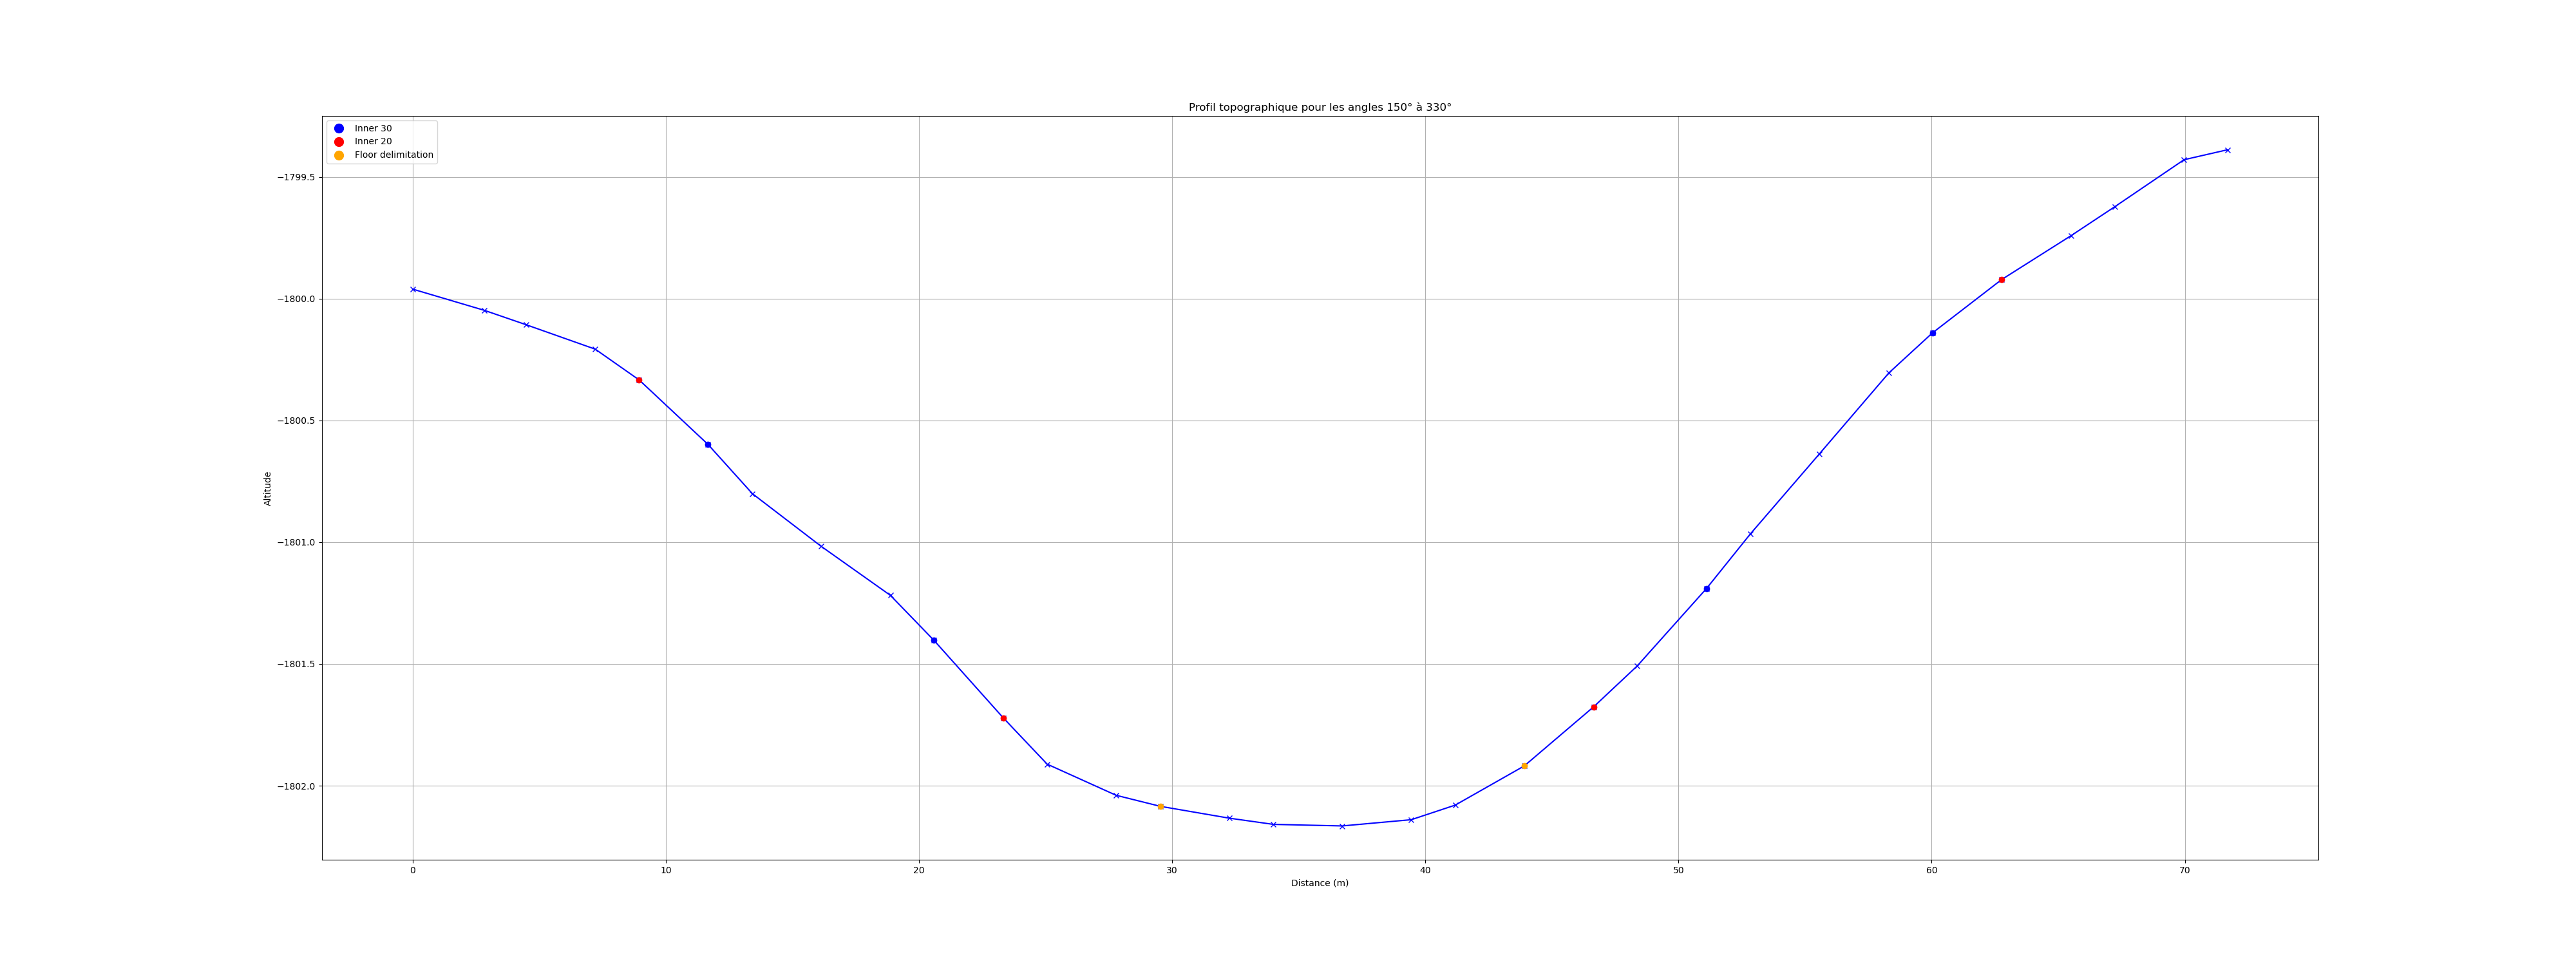 Profil topographique pour les angles 150° à 330°
Inner 30
Inner 20
Floor delimitation
−1799.5
−1800.0
−1800.5
−1801.0
−1801.5
−1802.0
Altitude
0 10 20 30 40 50 60 70
Distance (m)